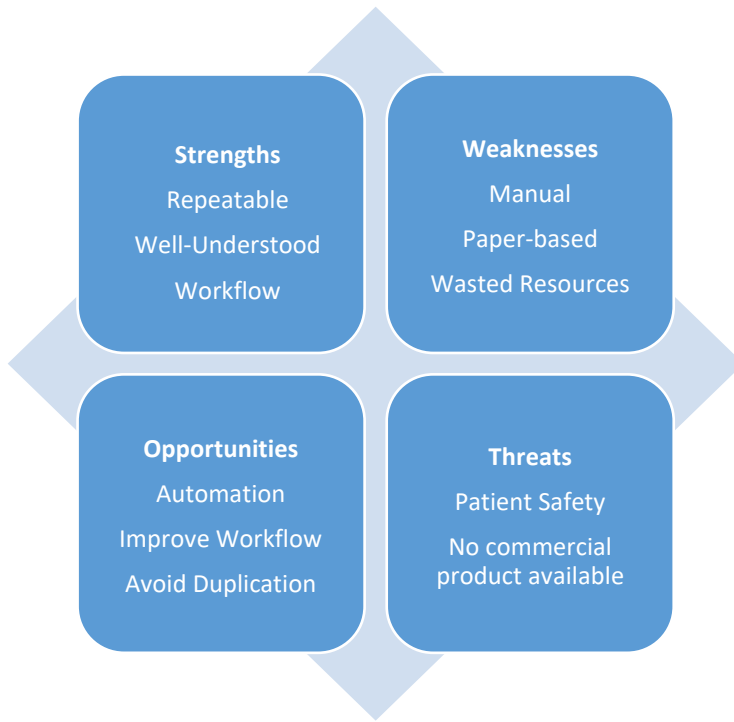 Strengths
Repeatable
Well-Understood
Workflow
Weaknesses
Manual
Paper-based
Wasted Resources
Opportunities
Automation
Improve Workflow
Avoid Duplication
Threats
Patient Safety
No commercial
product available